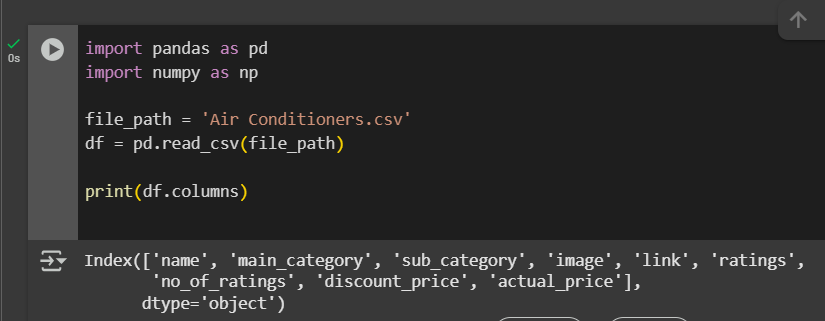 0s
import pandas as pd
import numpy as np
file_path = 'Air Conditioners.csv'
df = pd.read_csv(file_path)
print(df.columns)
Index(['name', 'main_category', 'sub_category', 'image', 'link', 'ratings',
'no_of_ratings', 'discount_price', 'actual_price'],
dtype='object')